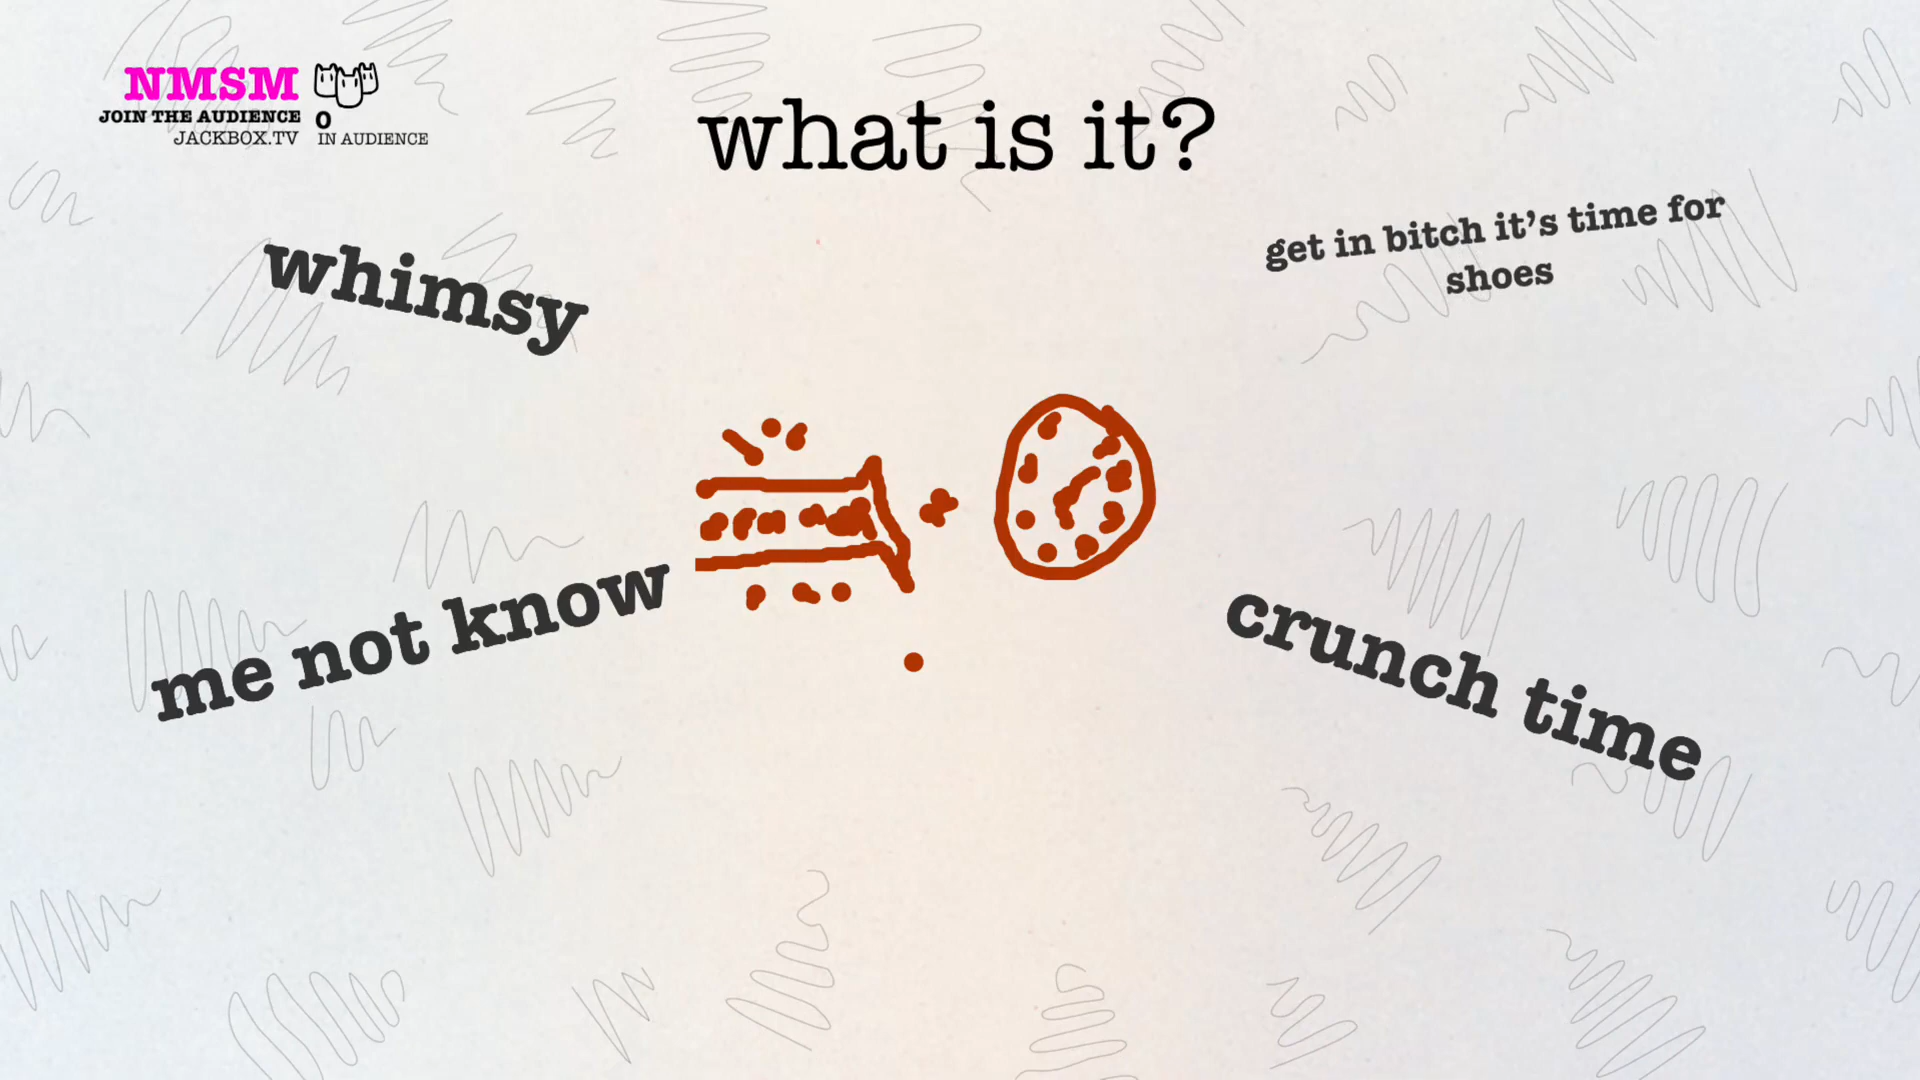 NMSM
JOIN THE AUDIENCE
JACKBOX.TV
0
IN AUDIENCE
what is it?
whimsy
get in bitch it's time for
shoes
me not know
crunch time